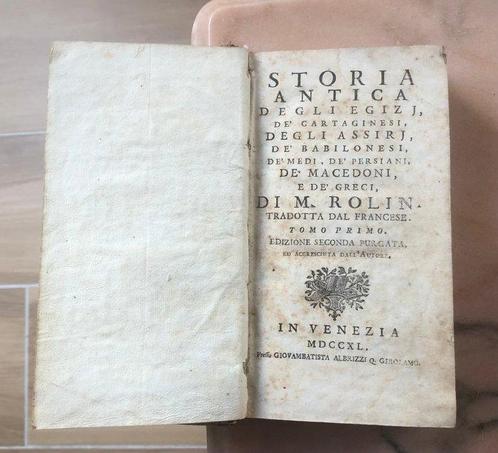 STORIA
ANTICA
DEGLI EGIZJ,
DE' CARTAGINESI,
DEGLI ASSIRJ,
DE' BABILONESI,
DE' MEDI, DE' PERSIANI,
DE' MACEDONI,
E DE' GRECI,
DI M. ROLIN.
TRADOTTA DAL FRANCESE.
TOMO PRIMO.
EDIZIONE SECONDA PURGATA,
ED ACCRESCIUTA DALL'AUTORE.
IN VENEZIA
MDCCXL.
Presso GIOVAMBATISTA ALBRIZZI Q. GIROLAMO.